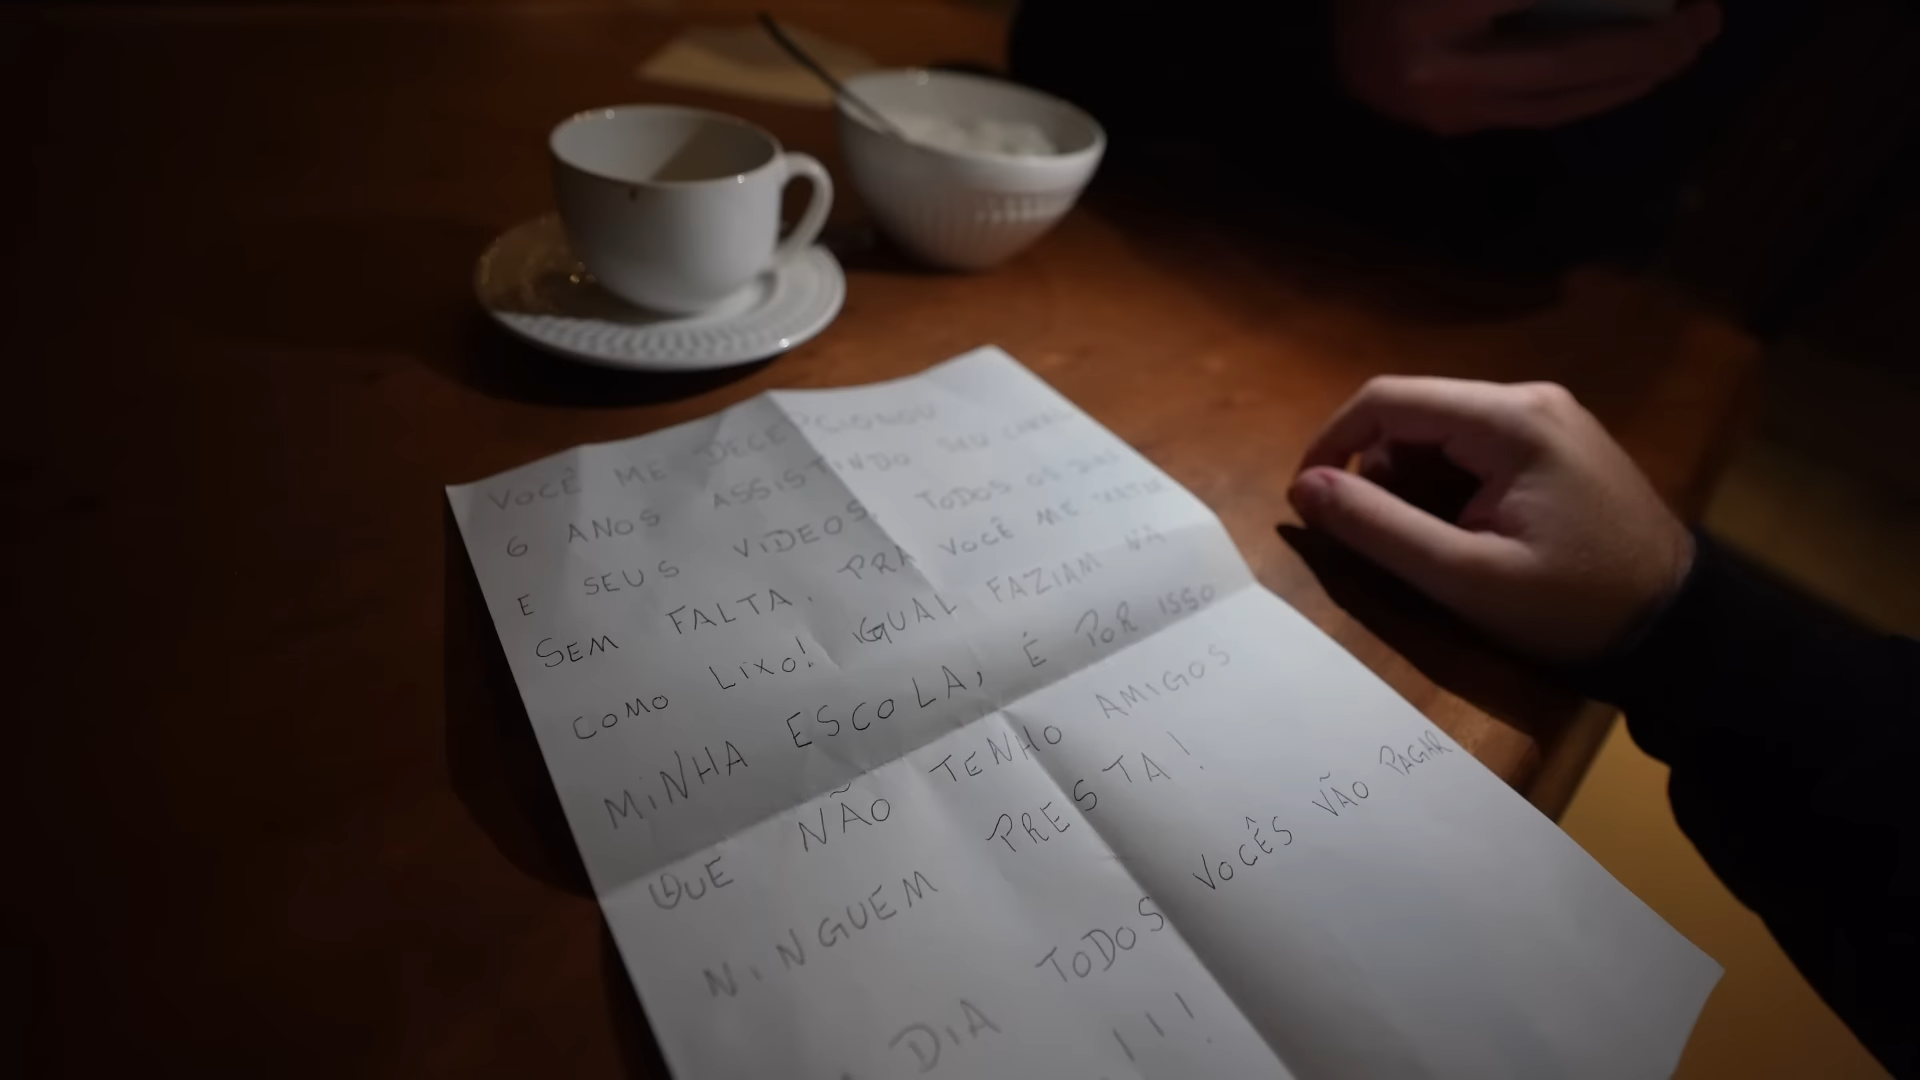 VOCÊ ME DECEPCIONOU
6 ANOS ASSISTINDO SEU CANAL
E SEUS VIDEOS. TODOS OS DIAS
SEM FALTA. PRA VOCÊ ME TRATAR
COMO LIXO! IGUAL FAZIAM NA
MINHA ESCOLA, É POR ISSO
QUE NÃO TENHO AMIGOS
NINGUEM PRESTA!
DIA TODOS VOCÊS VÃO PAGAR
!!!